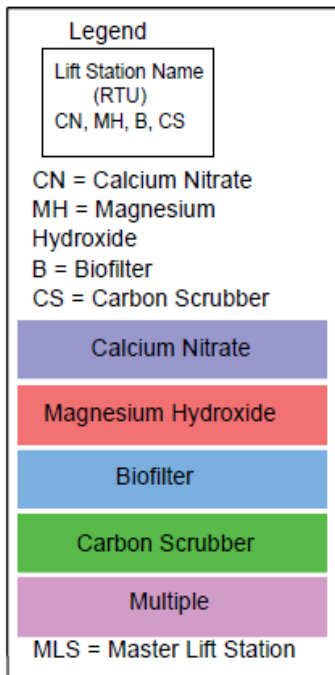 Legend
Lift Station Name
(RTU)
CN, MH, B, CS
CN = Calcium Nitrate
MH = Magnesium
Hydroxide
B = Biofilter
CS = Carbon Scrubber
Calcium Nitrate
Magnesium Hydroxide
Biofilter
Carbon Scrubber
Multiple
MLS = Master Lift Station